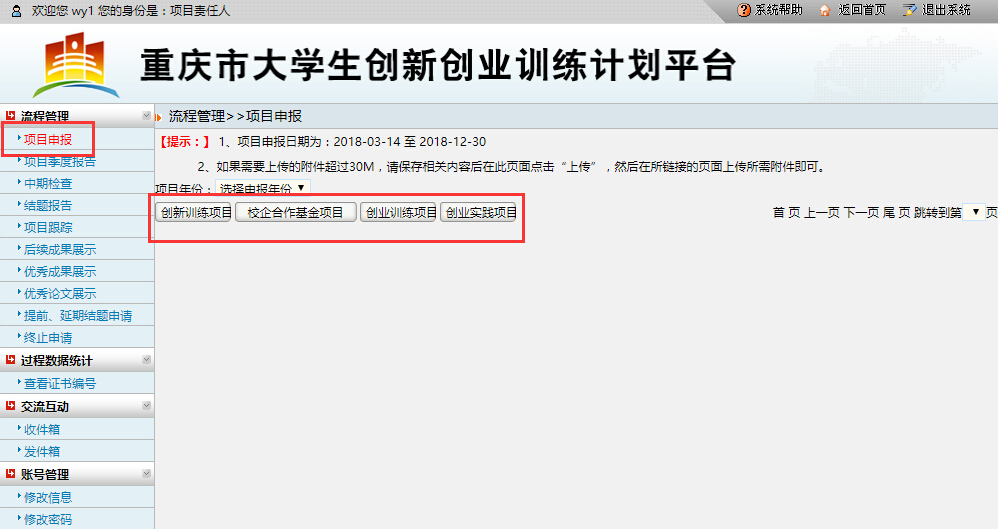 欢迎您 wy1 您的身份是：项目责任人
系统帮助 返回首页 退出系统
重庆市大学生创新创业训练计划平台
流程管理
项目申报
项目季度报告
中期检查
结题报告
项目跟踪
后续成果展示
优秀成果展示
优秀论文展示
提前、延期结题申请
终止申请
过程数据统计
查看证书编号
交流互动
收件箱
发件箱
账号管理
修改信息
修改密码
流程管理>>项目申报
【提示：】 1、项目申报日期为：2018-03-14 至 2018-12-30
2、如果需要上传的附件超过30M，请保存相关内容后在此页面点击“上传”，然后在所链接的页面上传所需附件即可。
项目年份： 选择申报年份
创新训练项目 校企合作基金项目 创业训练项目 创业实践项目
首 页 上一页 下一页 尾 页 跳转到第 页